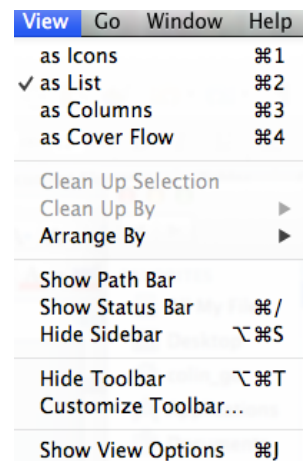 View Go Window Help
as Icons ⌘1
✓ as List ⌘2
as Columns ⌘3
as Cover Flow ⌘4
Clean Up Selection
Clean Up By ▶
Arrange By ▶
Show Path Bar
Show Status Bar ⌘/
Hide Sidebar ⌥⌘S
Hide Toolbar ⌥⌘T
Customize Toolbar...
Show View Options ⌘J